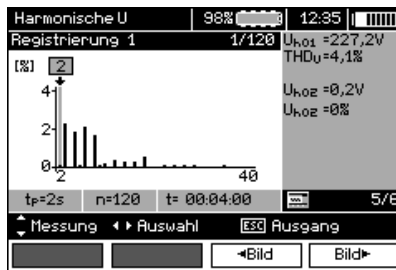 Harmonische U 98% 12:35
Registrierung 1 1/120
Uh01 =227,2V
THDU=4,1%
Uh02 =0,2V
Uh02 =0%
[%] 2
4
2
0
2 40
tP=2s n=120 t= 00:04:00 5/6
Messung Auswahl ESC Ausgang
◄Bild Bild►